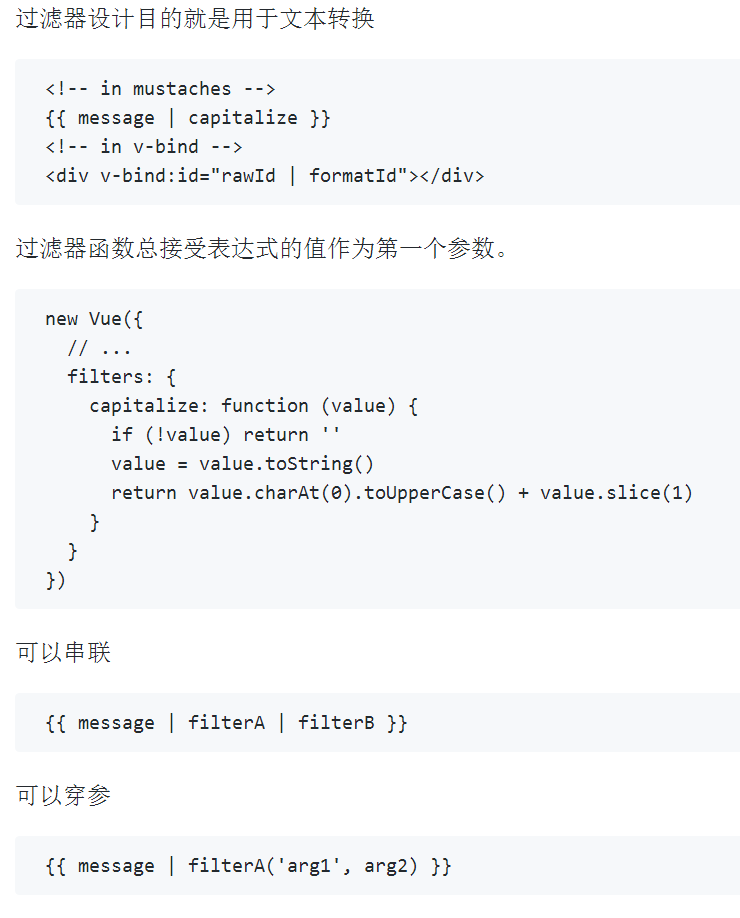 过滤器设计目的就是用于文本转换
<!-- in mustaches -->
{{ message | capitalize }}
<!-- in v-bind -->
<div v-bind:id="rawId | formatId"></div>
过滤器函数总接受表达式的值作为第一个参数。
new Vue({
  // ...
  filters: {
    capitalize: function (value) {
      if (!value) return ''
      value = value.toString()
      return value.charAt(0).toUpperCase() + value.slice(1)
    }
  }
})
可以串联
{{ message | filterA | filterB }}
可以穿参
{{ message | filterA('arg1', arg2) }}